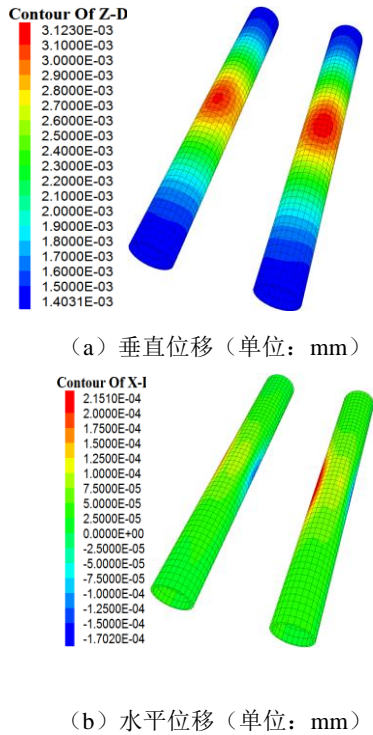 Contour Of Z-D
3.1230E-03
3.1000E-03
3.0000E-03
2.9000E-03
2.8000E-03
2.7000E-03
2.6000E-03
2.5000E-03
2.4000E-03
2.3000E-03
2.2000E-03
2.1000E-03
2.0000E-03
1.9000E-03
1.8000E-03
1.7000E-03
1.6000E-03
1.5000E-03
1.4031E-03
（a）垂直位移（单位：mm）
Contour Of X-I
2.1510E-04
2.0000E-04
1.7500E-04
1.5000E-04
1.2500E-04
1.0000E-04
7.5000E-05
5.0000E-05
2.5000E-05
0.0000E+00
-2.5000E-05
-5.0000E-05
-7.5000E-05
-1.0000E-04
-1.2500E-04
-1.5000E-04
-1.7020E-04
（b）水平位移（单位：mm）